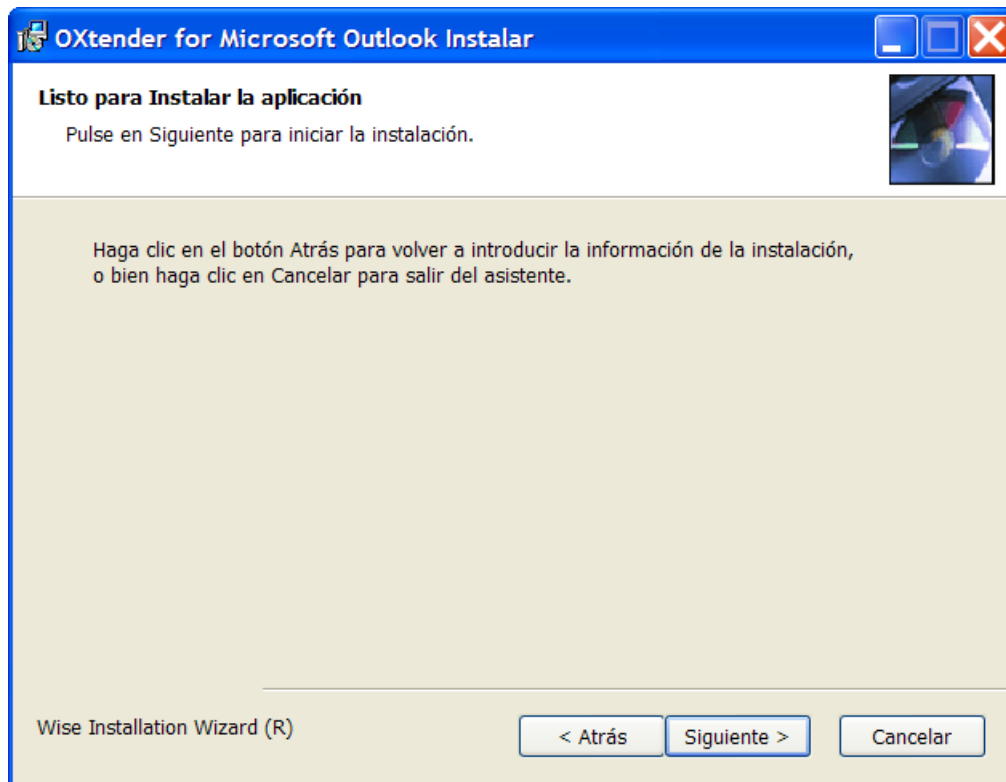 OXtender for Microsoft Outlook Instalar
Listo para Instalar la aplicación
Pulse en Siguiente para iniciar la instalación.
Haga clic en el botón Atrás para volver a introducir la información de la instalación,
o bien haga clic en Cancelar para salir del asistente.
Wise Installation Wizard (R)
< Atrás
Siguiente >
Cancelar